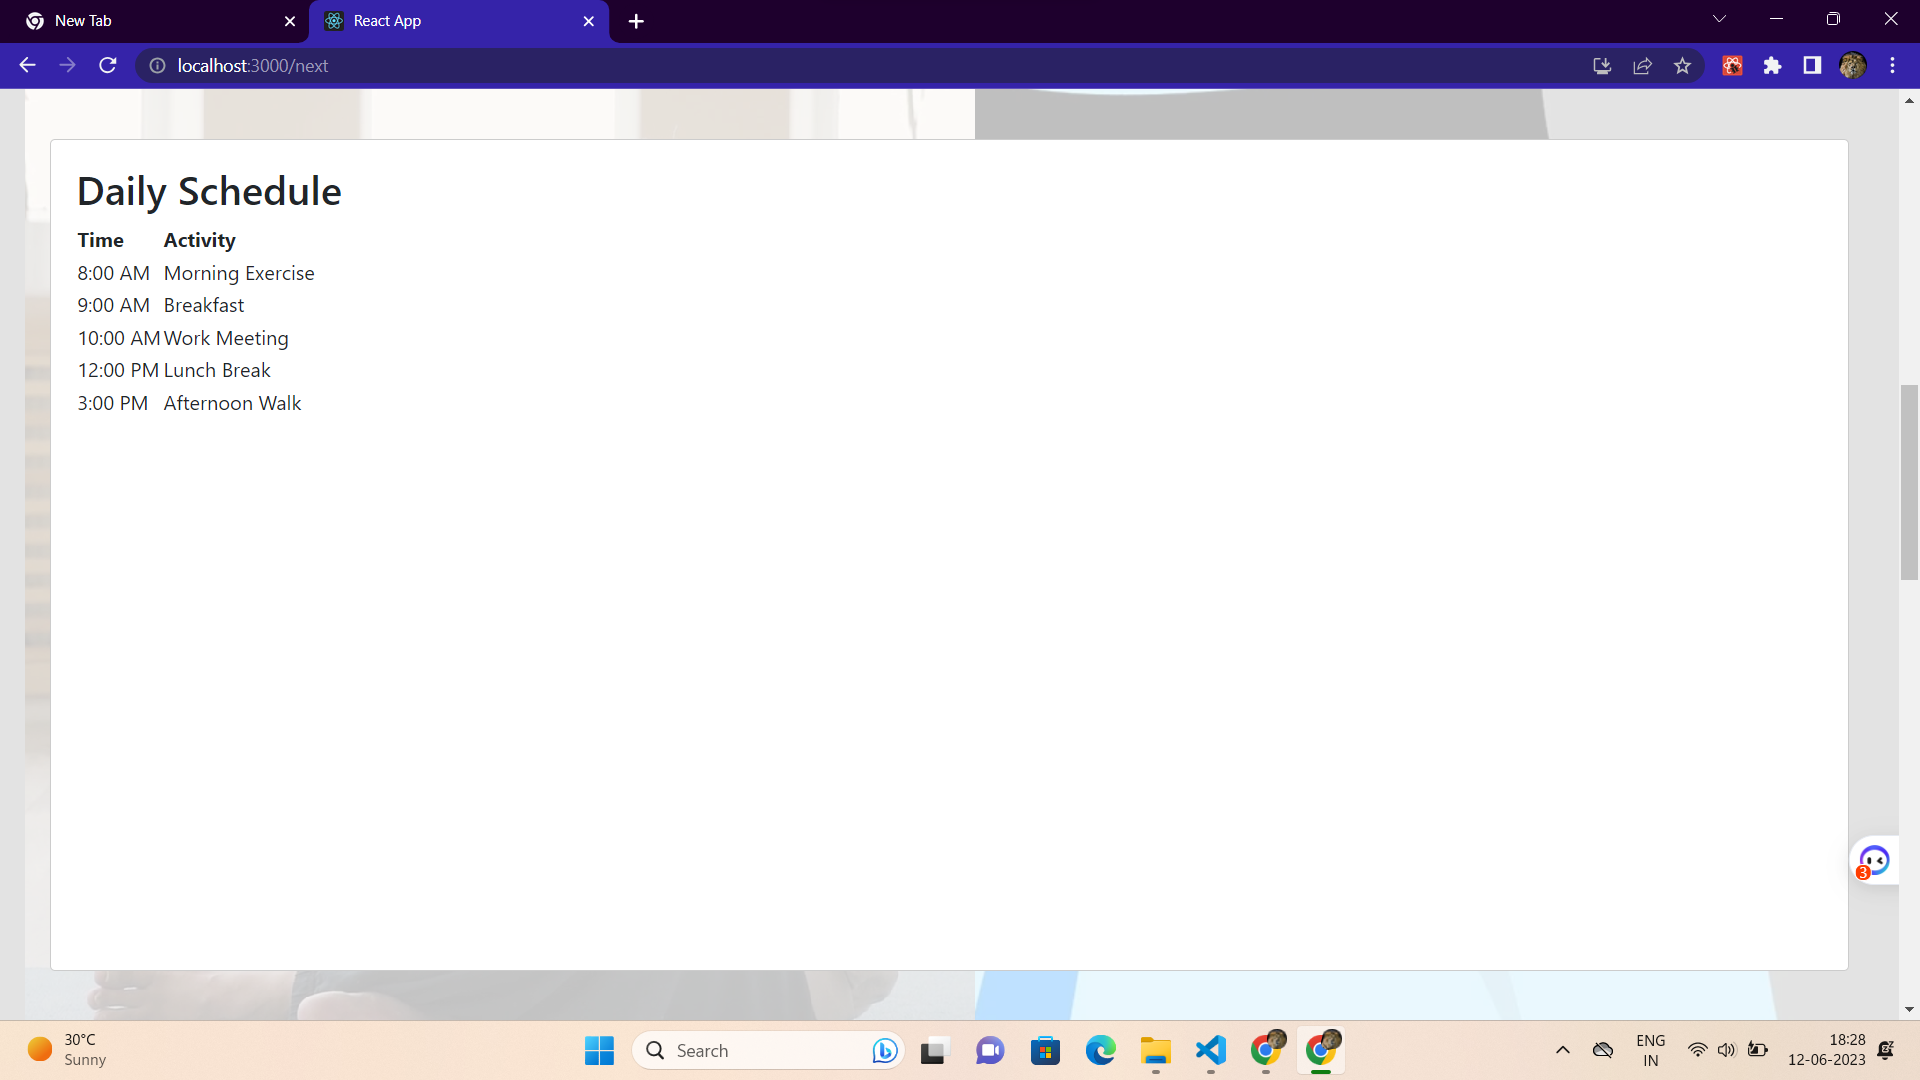 New Tab
React App
localhost:3000/next
Daily Schedule
Time Activity
8:00 AM Morning Exercise
9:00 AM Breakfast
10:00 AM Work Meeting
12:00 PM Lunch Break
3:00 PM Afternoon Walk
3
30°C
Sunny
Search
ENG
IN
18:28
12-06-2023